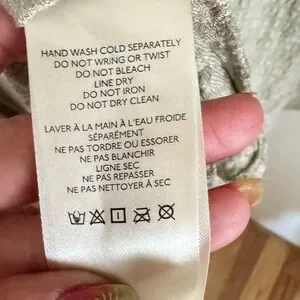 HAND WASH COLD SEPARATELY
DO NOT WRING OR TWIST
DO NOT BLEACH
LINE DRY
DO NOT IRON
DO NOT DRY CLEAN
LAVER À LA MAIN À L'EAU FROIDE
SÉPARÉMENT
NE PAS TORDRE OU ESSORER
NE PAS BLANCHIR
LIGNE SEC
NE PAS REPASSER
NE PAS NETTOYER À SEC